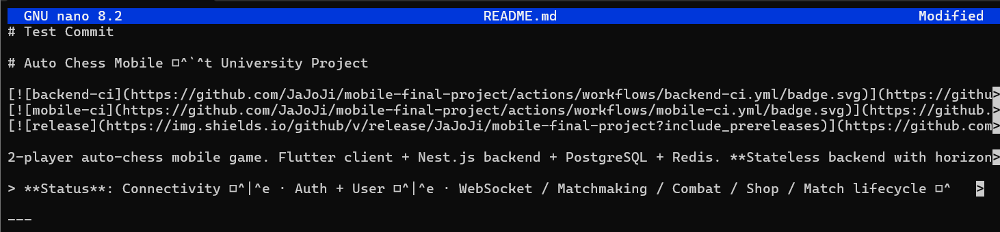 GNU nano 8.2 README.md Modified
# Test Commit
# Auto Chess Mobile □^`^t University Project
[![backend-ci](https://github.com/JaJoJi/mobile-final-project/actions/workflows/backend-ci.yml/badge.svg)](https://githu>
[![mobile-ci](https://github.com/JaJoJi/mobile-final-project/actions/workflows/mobile-ci.yml/badge.svg)](https://github.>
[![release](https://img.shields.io/github/v/release/JaJoJi/mobile-final-project?include_prereleases)](https://github.com>
2-player auto-chess mobile game. Flutter client + Nest.js backend + PostgreSQL + Redis. **Stateless backend with horizon>
> **Status**: Connectivity □^|^e · Auth + User □^|^e · WebSocket / Matchmaking / Combat / Shop / Match lifecycle □^ >
---